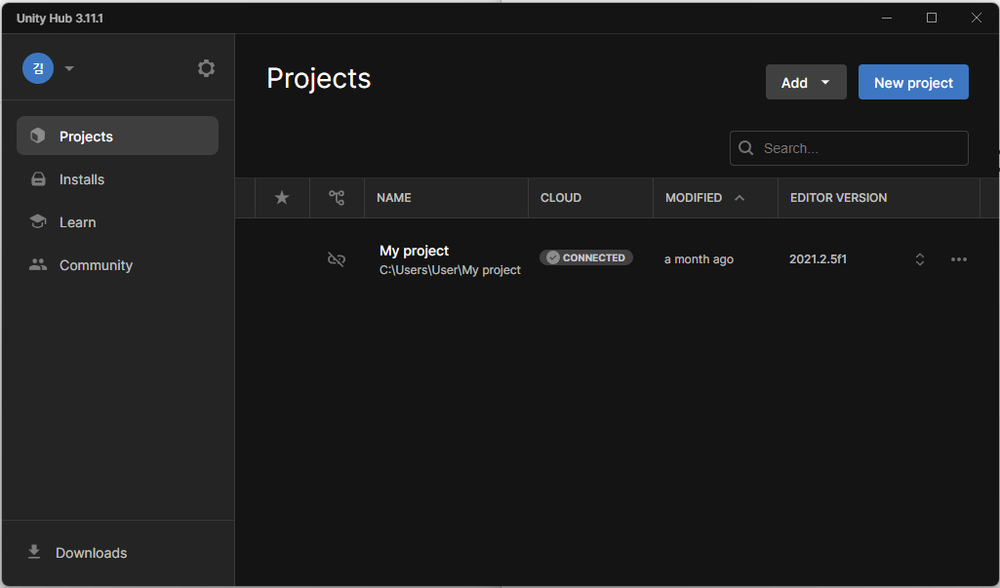 Unity Hub 3.11.1
김
Projects
Installs
Learn
Community
Downloads
Projects
Add
New project
Search...
NAME
CLOUD
MODIFIED
EDITOR VERSION
My project
C:\Users\User\My project
CONNECTED
a month ago
2021.2.5f1